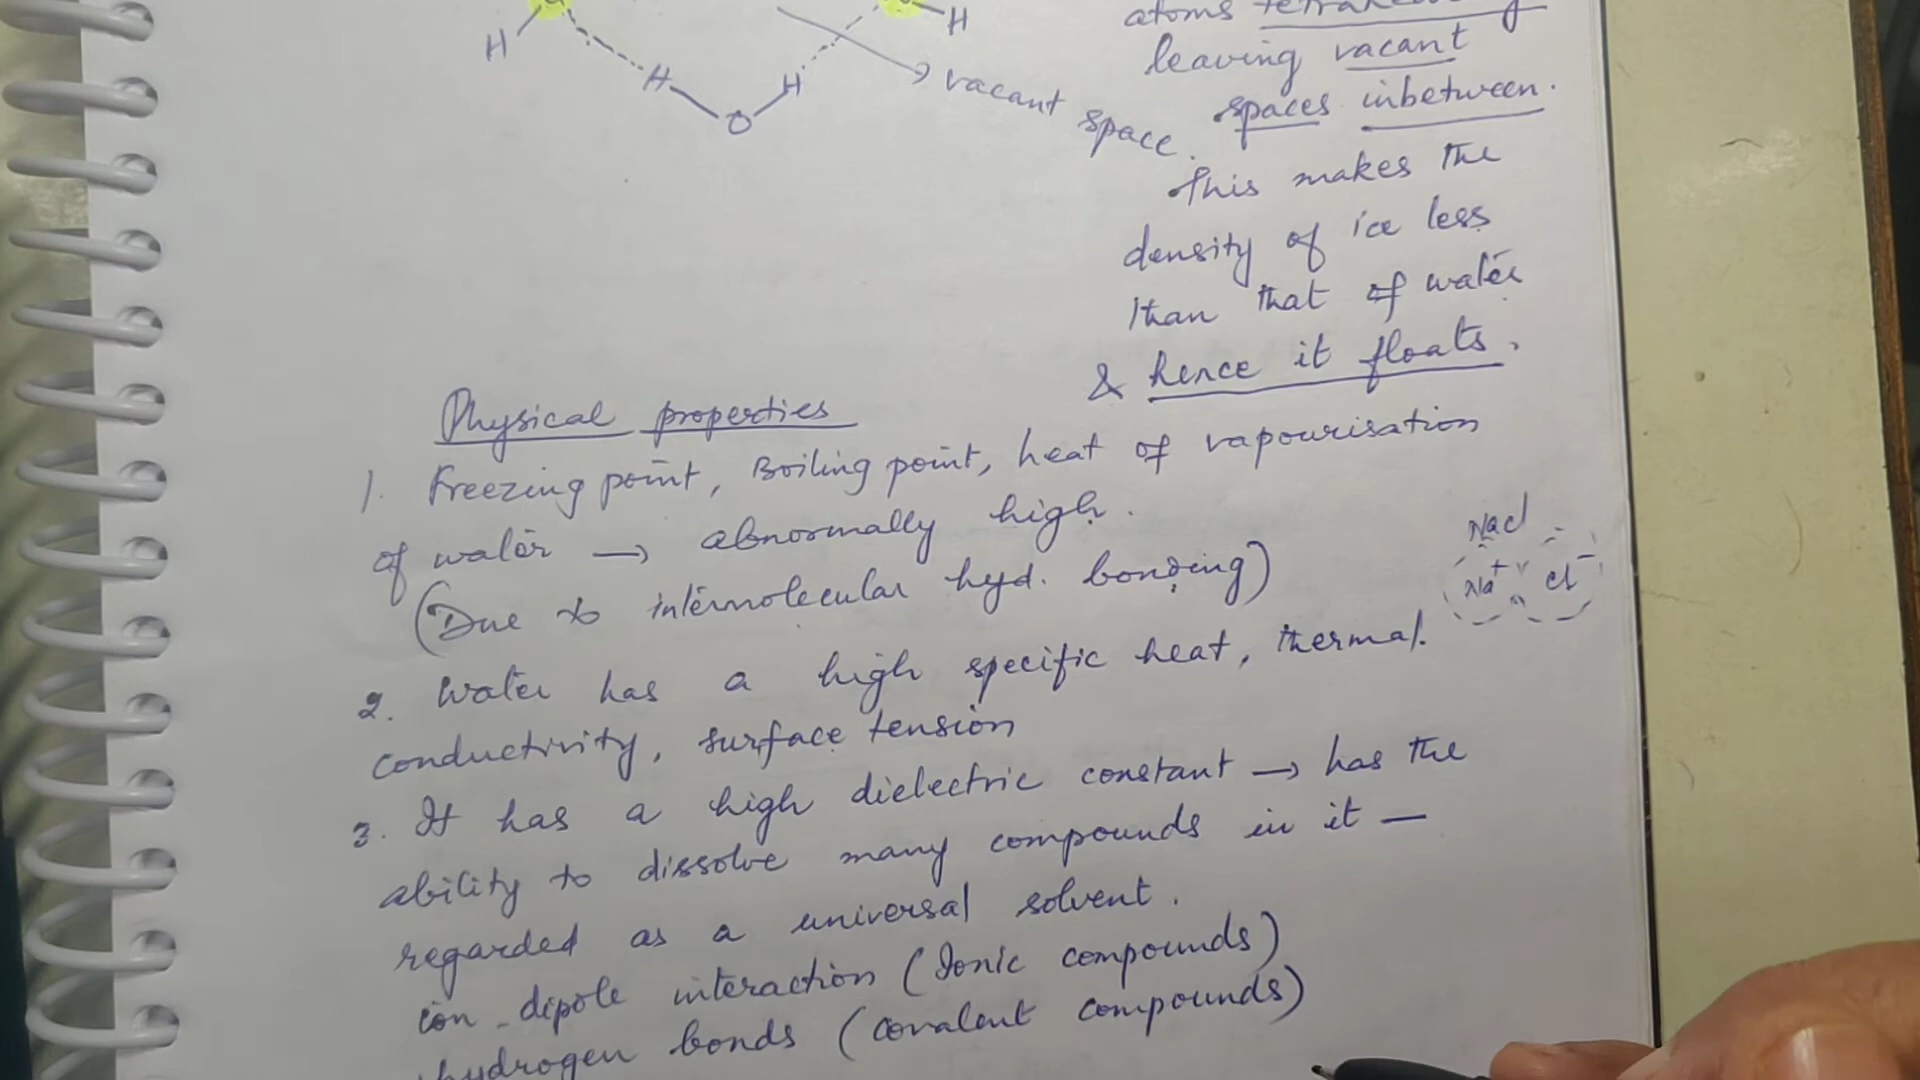 H
H
H
H
O
vacant space.
atoms
leaving vacant
spaces inbetween.
This makes the
density of ice less
than that of water
& hence it floats.
Physical properties
1. Freezing point, Boiling point, heat of vapourisation
of water → abnormally high.
(Due to intermolecular hyd. bonding)
NaCl
Na+ Cl-
2. Water has a high specific heat, thermal.
conductivity, surface tension
3. It has a high dielectric constant → has the
ability to dissolve many compounds in it —
regarded as a universal solvent.
ion-dipole interaction (Ionic compounds)
hydrogen bonds (covalent compounds)